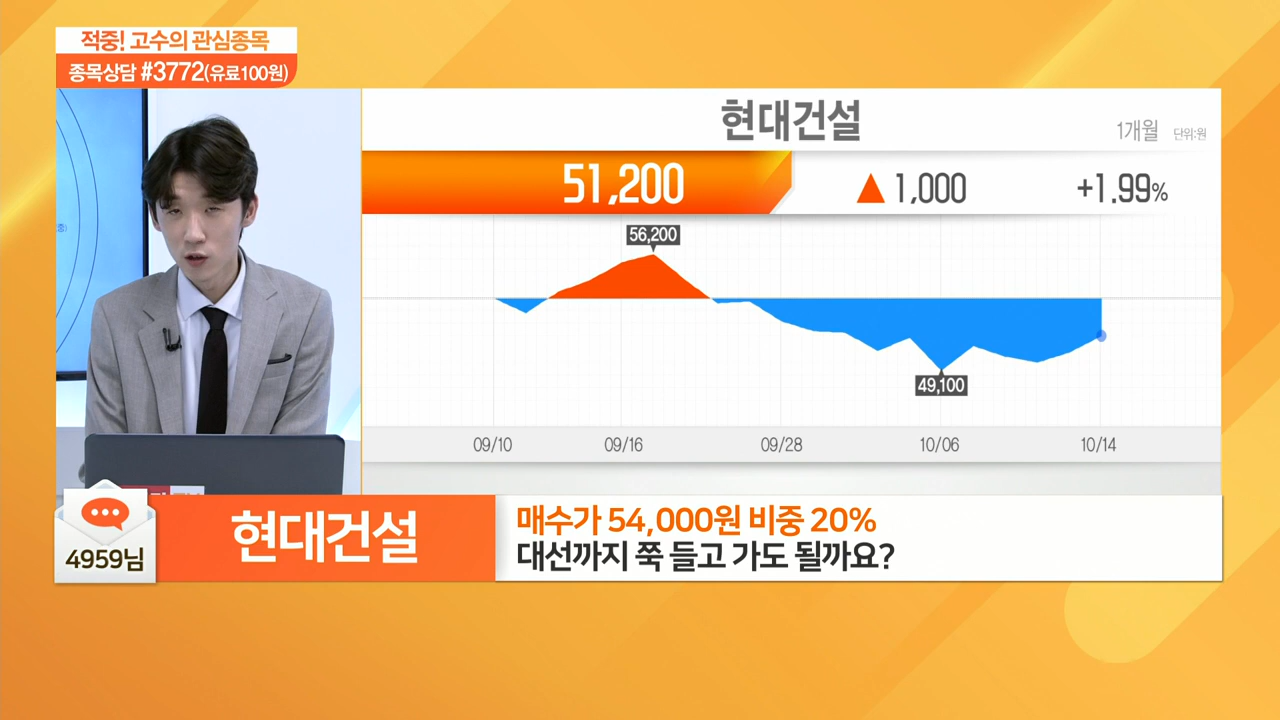 적중! 고수의 관심종목
종목상담 #3772(유료100원)
현대건설
1개월 단위:원
51,200 ▲ 1,000 +1.99%
56,200
49,100
09/10 09/16 09/28 10/06 10/14
4959님
현대건설
매수가 54,000원 비중 20%
대선까지 쭉 들고 가도 될까요?